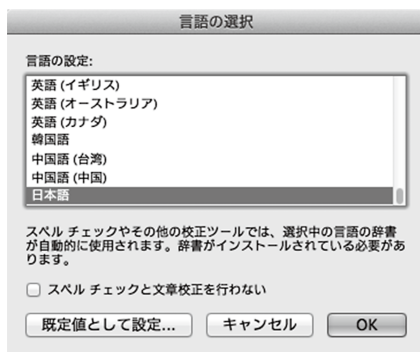 言語の選択
言語の設定:
英語 (イギリス)
英語 (オーストラリア)
英語 (カナダ)
韓国語
中国語 (台湾)
中国語 (中国)
日本語
スペル チェックやその他の校正ツールでは、選択中の言語の辞書
が自動的に使用されます。辞書がインストールされている必要があ
ります。
スペル チェックと文章校正を行わない
既定値として設定... キャンセル OK